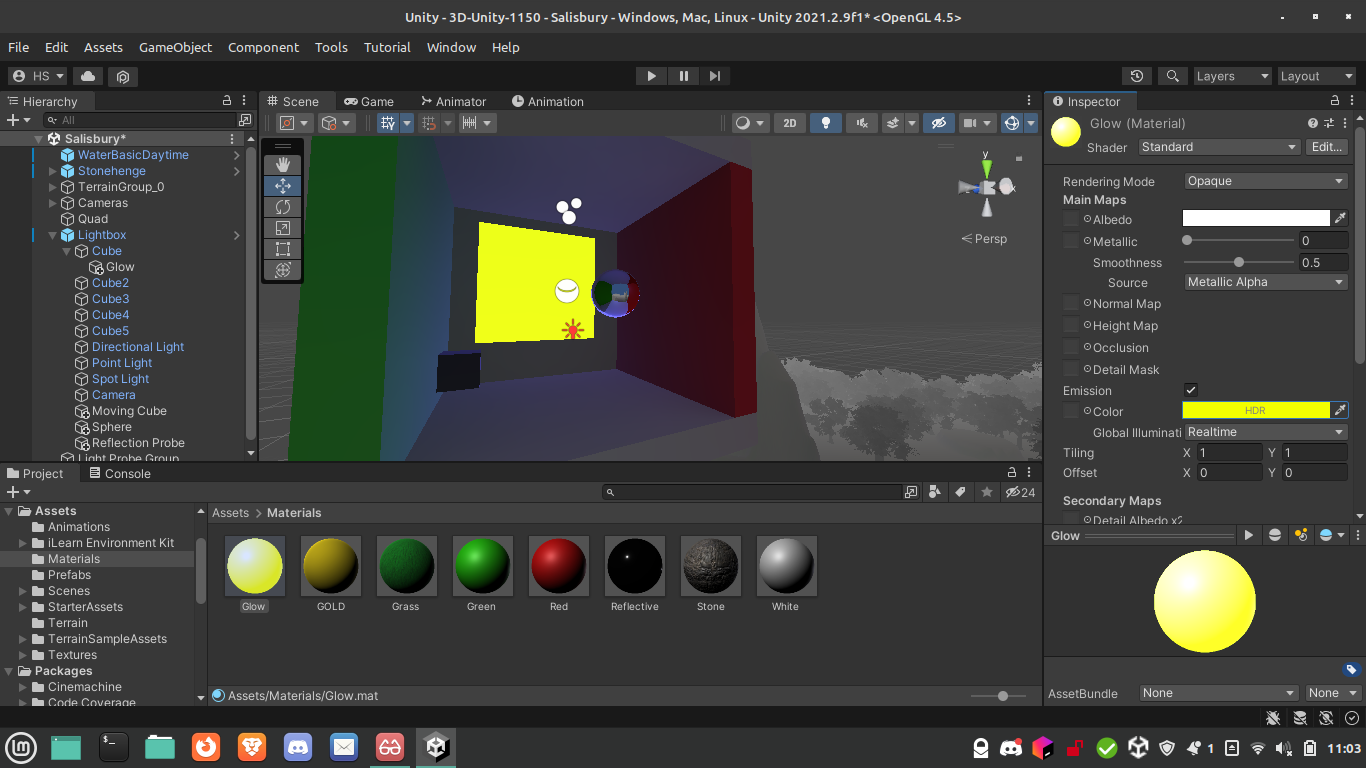 Unity - 3D-Unity-1150 - Salisbury - Windows, Mac, Linux - Unity 2021.2.9f1* <OpenGL 4.5>
File Edit Assets GameObject Component Tools Tutorial Window Help
HS Layers Layout
Hierarchy
All
Salisbury*
WaterBasicDaytime
Stonehenge
TerrainGroup_0
Cameras
Quad
Lightbox
Cube
Glow
Cube2
Cube3
Cube4
Cube5
Directional Light
Point Light
Spot Light
Camera
Moving Cube
Sphere
Reflection Probe
Light Probe Group
Scene Game Animator Animation
2D
y
x
Persp
Inspector
Glow (Material)
Shader Standard Edit...
Rendering Mode Opaque
Main Maps
Albedo
Metallic 0
Smoothness 0.5
Source Metallic Alpha
Normal Map
Height Map
Occlusion
Detail Mask
Emission
Color HDR
Global Illuminati Realtime
Tiling X 1 Y 1
Offset X 0 Y 0
Secondary Maps
Detail Albedo x2
Glow
AssetBundle None None
Project Console
24
Assets
Animations
iLearn Environment Kit
Materials
Prefabs
Scenes
StarterAssets
Terrain
TerrainSampleAssets
Textures
Packages
Cinemachine
Code Coverage
Assets > Materials
Glow GOLD Grass Green Red Reflective Stone White
Assets/Materials/Glow.mat
1 11:03